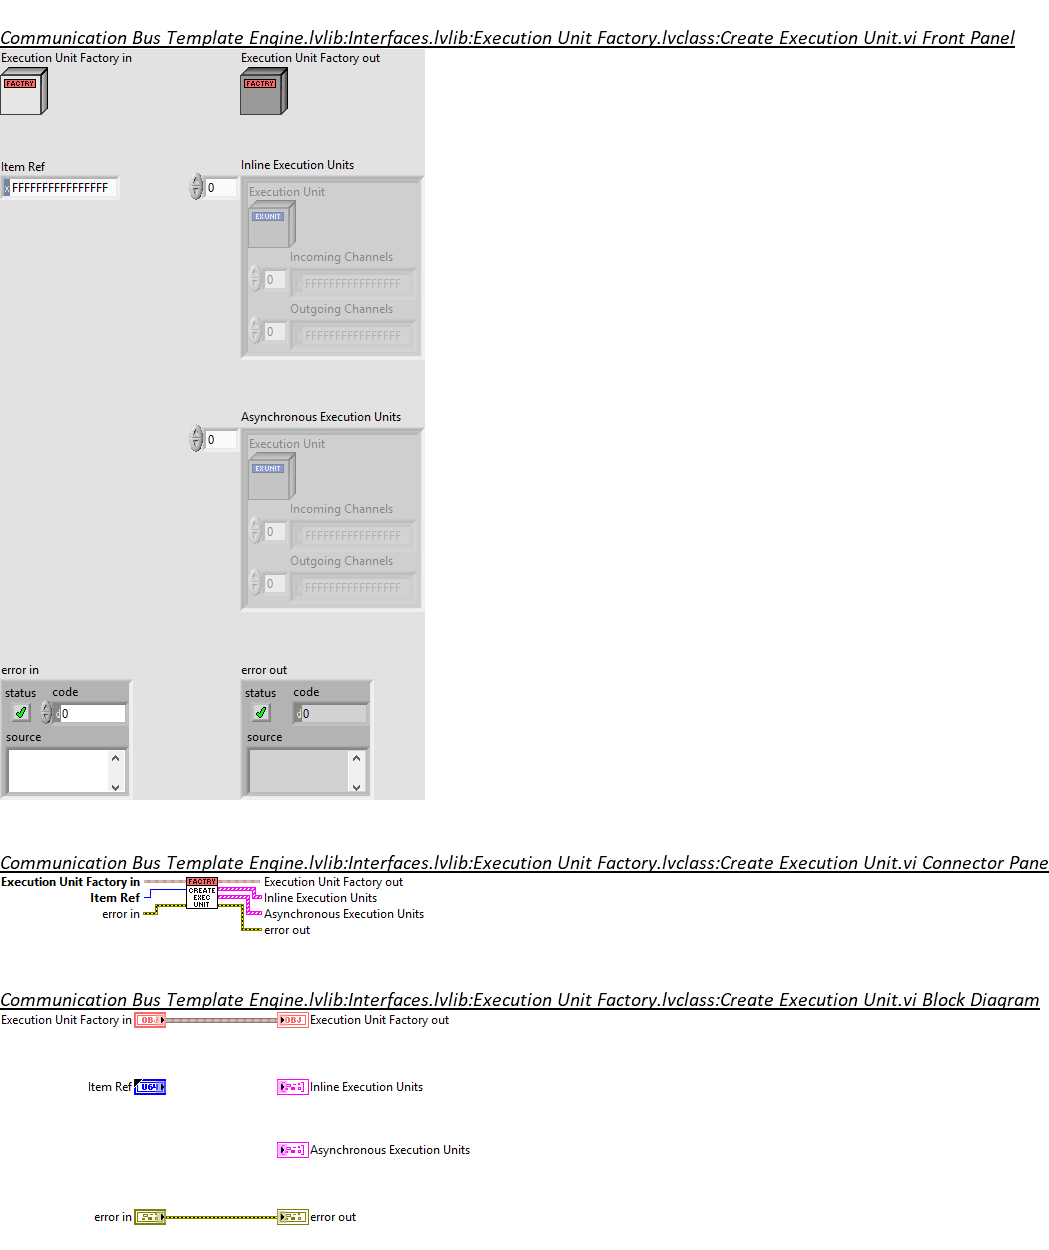 Communication Bus Template Engine.lvlib:Interfaces.lvlib:Execution Unit Factory.lvclass:Create Execution Unit.vi Front Panel
Execution Unit Factory in Execution Unit Factory out
FACTRY FACTRY
Item Ref Inline Execution Units
x FFFFFFFFFFFFFFFF 0
Execution Unit
EX UNIT
Incoming Channels
0 x FFFFFFFFFFFFFFFF
Outgoing Channels
0 x FFFFFFFFFFFFFFFF
Asynchronous Execution Units
0
Execution Unit
EX UNIT
Incoming Channels
0 x FFFFFFFFFFFFFFFF
Outgoing Channels
0 x FFFFFFFFFFFFFFFF
error in error out
status code status code
d 0 d 0
source source
Communication Bus Template Engine.lvlib:Interfaces.lvlib:Execution Unit Factory.lvclass:Create Execution Unit.vi Connector Pane
Execution Unit Factory in FACTRY Execution Unit Factory out
Item Ref CREATE EXEC UNIT Inline Execution Units
error in Asynchronous Execution Units
error out
Communication Bus Template Engine.lvlib:Interfaces.lvlib:Execution Unit Factory.lvclass:Create Execution Unit.vi Block Diagram
Execution Unit Factory in OBJ OBJ Execution Unit Factory out
Item Ref U64 Inline Execution Units
Asynchronous Execution Units
error in error out